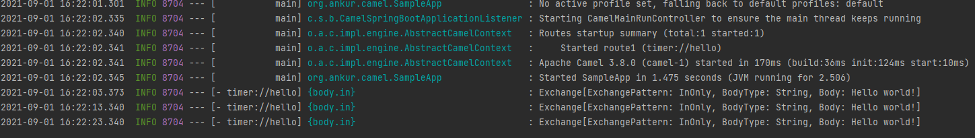 2021-09-01 16:22:01.301  INFO 8704 --- [           main] org.ankur.camel.SampleApp                : No active profile set, falling back to default profiles: default
2021-09-01 16:22:02.335  INFO 8704 --- [           main] c.s.b.CamelSpringBootApplicationListener : Starting CamelMainRunController to ensure the main thread keeps running
2021-09-01 16:22:02.340  INFO 8704 --- [           main] o.a.c.impl.engine.AbstractCamelContext   : Routes startup summary (total:1 started:1)
2021-09-01 16:22:02.341  INFO 8704 --- [           main] o.a.c.impl.engine.AbstractCamelContext   :     Started route1 (timer://hello)
2021-09-01 16:22:02.341  INFO 8704 --- [           main] o.a.c.impl.engine.AbstractCamelContext   : Apache Camel 3.8.0 (camel-1) started in 170ms (build:36ms init:124ms start:10ms)
2021-09-01 16:22:02.345  INFO 8704 --- [           main] org.ankur.camel.SampleApp                : Started SampleApp in 1.475 seconds (JVM running for 2.506)
2021-09-01 16:22:03.373  INFO 8704 --- [- timer://hello] {body.in}                                : Exchange[ExchangePattern: InOnly, BodyType: String, Body: Hello world!]
2021-09-01 16:22:13.340  INFO 8704 --- [- timer://hello] {body.in}                                : Exchange[ExchangePattern: InOnly, BodyType: String, Body: Hello world!]
2021-09-01 16:22:23.340  INFO 8704 --- [- timer://hello] {body.in}                                : Exchange[ExchangePattern: InOnly, BodyType: String, Body: Hello world!]